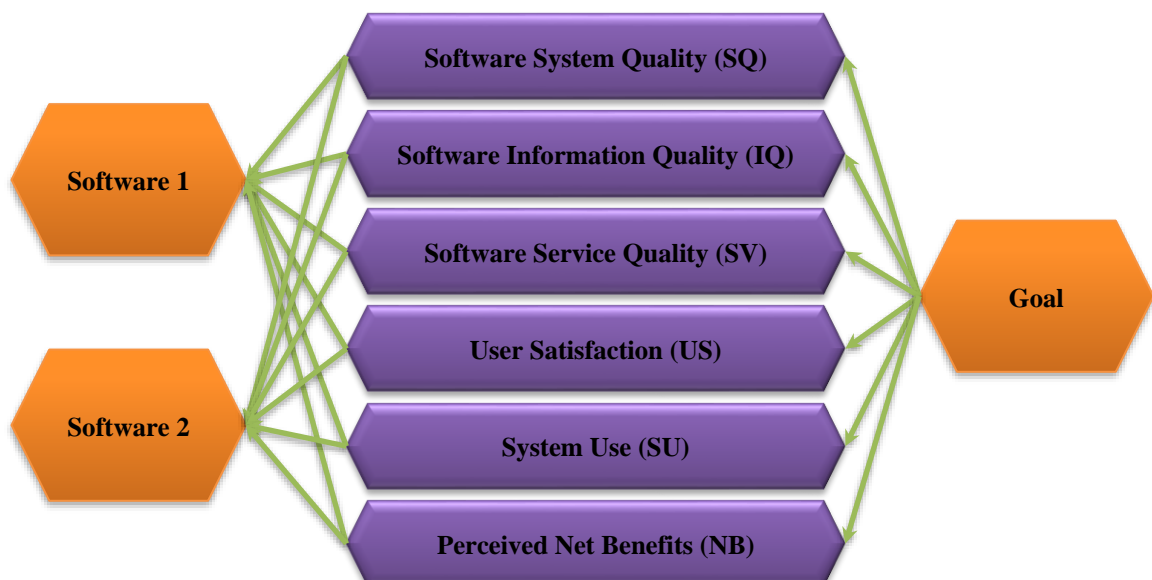 Software System Quality (SQ)
Software Information Quality (IQ)
Software 1
Software Service Quality (SV)
Goal
User Satisfaction (US)
Software 2
System Use (SU)
Perceived Net Benefits (NB)